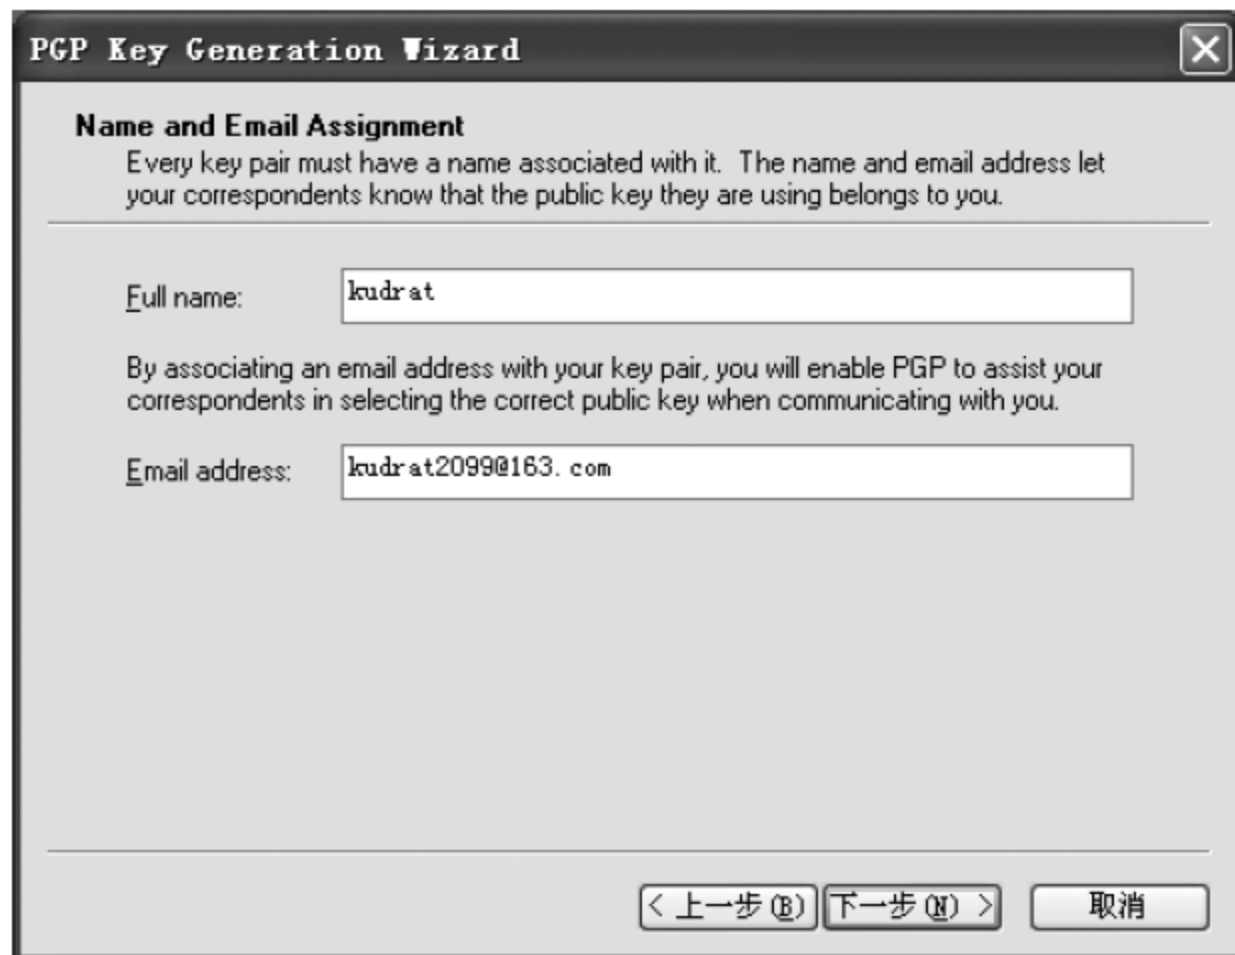 PGP Key Generation Wizard
Name and Email Assignment
Every key pair must have a name associated with it. The name and email address let
your correspondents know that the public key they are using belongs to you.
Full name:
kudrat
By associating an email address with your key pair, you will enable PGP to assist your
correspondents in selecting the correct public key when communicating with you.
Email address:
kudrat2099@163.com
< 上一步(B) 下一步(N) > 取消